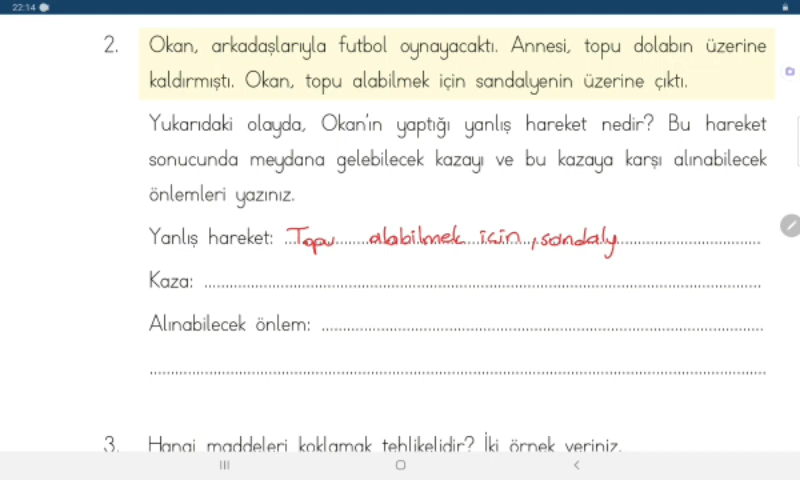 22:14
2. Okan, arkadaşlarıyla futbol oynayacaktı. Annesi, topu dolabın üzerine
kaldırmıştı. Okan, topu alabilmek için sandalyenin üzerine çıktı.
Yukarıdaki olayda, Okan'ın yaptığı yanlış hareket nedir? Bu hareket
sonucunda meydana gelebilecek kazayı ve bu kazaya karşı alınabilecek
önlemleri yazınız.
Yanlış hareket: Topu alabilmek için, sandaly
Kaza:
Alınabilecek önlem:
3. Hangi maddeleri koklamak tehlikelidir? İki örnek veriniz.